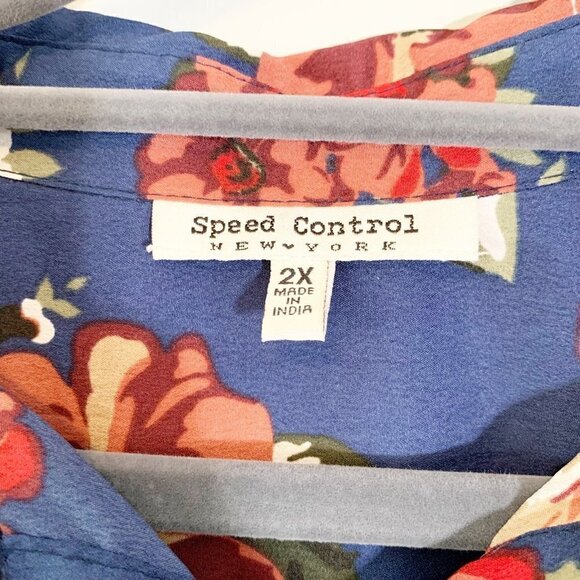 Speed Control
NEW♥YORK
2X
MADE
IN
INDIA